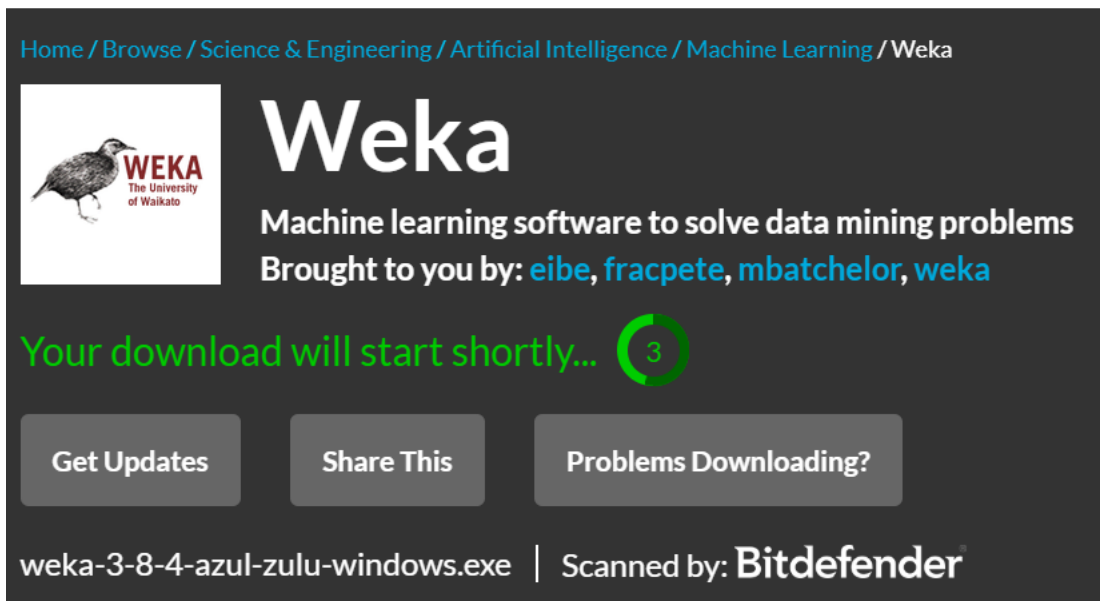 Home / Browse / Science & Engineering / Artificial Intelligence / Machine Learning / Weka
WEKA
The University
of Waikato
Weka
Machine learning software to solve data mining problems
Brought to you by: eibe, fracpete, mbatchelor, weka
Your download will start shortly... 3
Get Updates
Share This
Problems Downloading?
weka-3-8-4-azul-zulu-windows.exe
Scanned by: Bitdefender